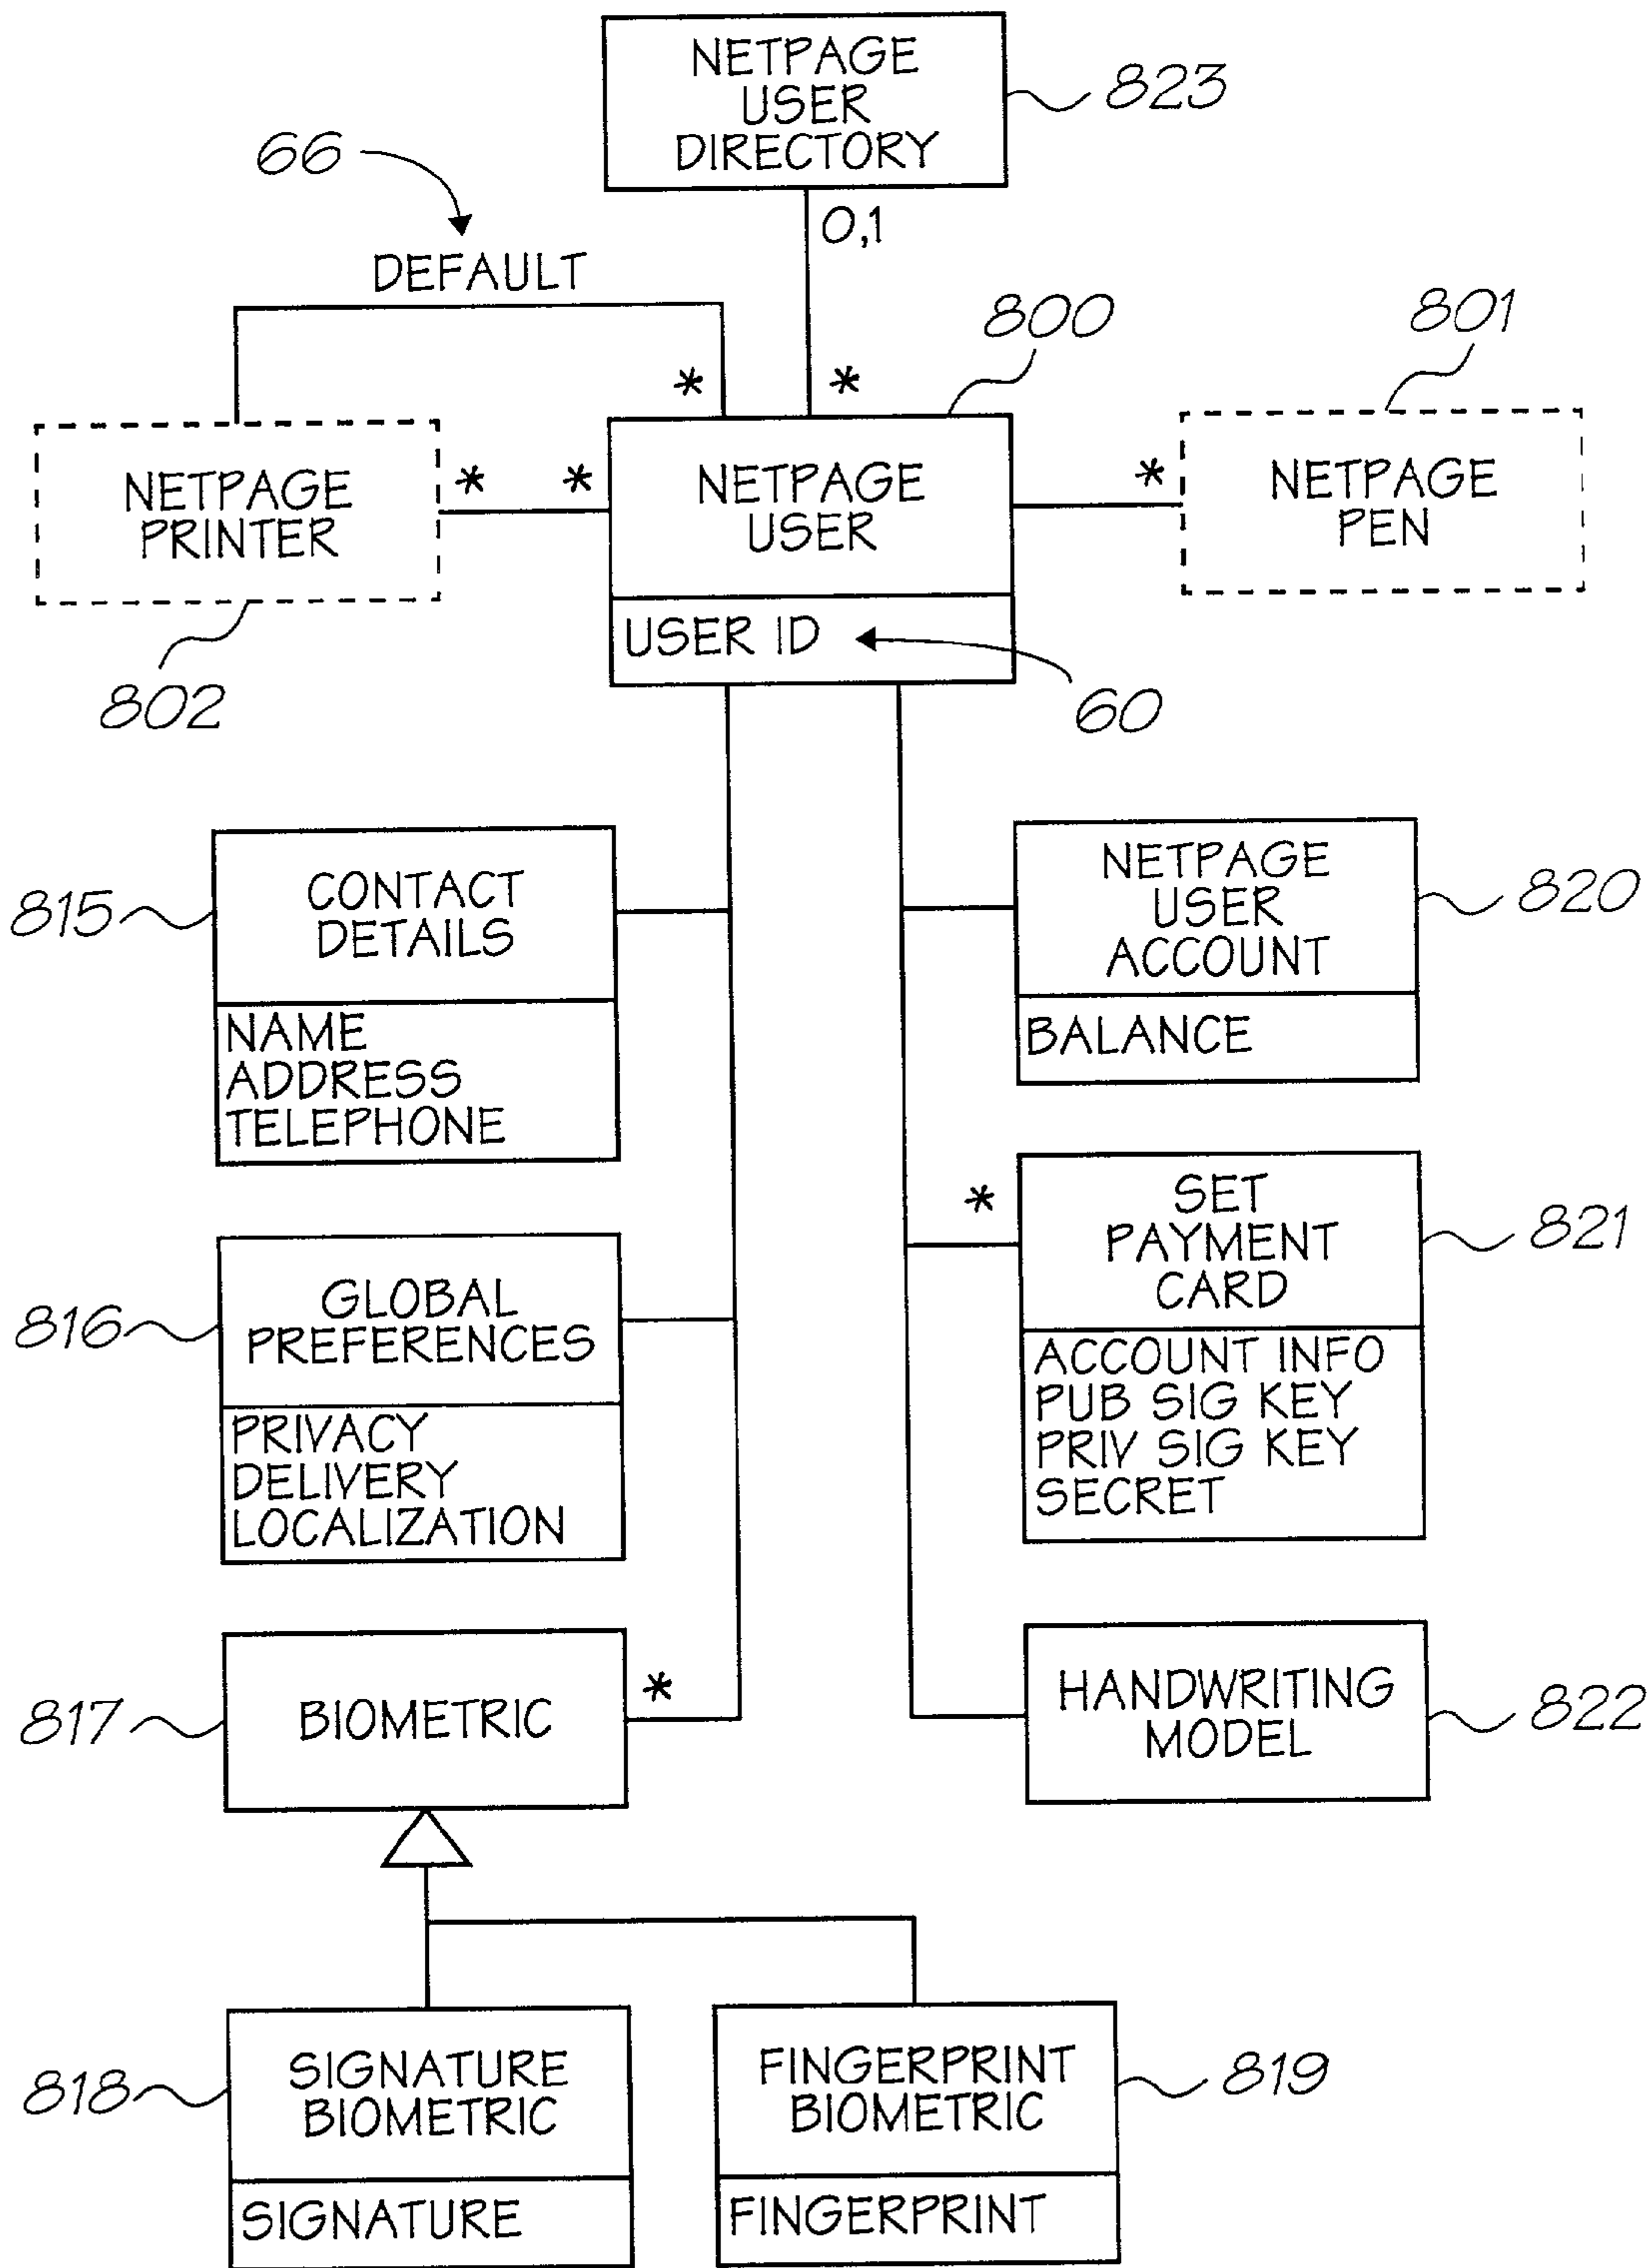 NETPAGE
USER
DIRECTORY
823
66
0,1
DEFAULT
800
801
*
*
NETPAGE
PRINTER
*
*
NETPAGE
USER
*
NETPAGE
PEN
USER ID
802
60
815
CONTACT
DETAILS
NAME
ADDRESS
TELEPHONE
NETPAGE
USER
ACCOUNT
820
BALANCE
816
GLOBAL
PREFERENCES
PRIVACY
DELIVERY
LOCALIZATION
*
SET
PAYMENT
CARD
821
ACCOUNT INFO
PUB SIG KEY
PRIV SIG KEY
SECRET
817
BIOMETRIC
*
HANDWRITING
MODEL
822
818
SIGNATURE
BIOMETRIC
SIGNATURE
FINGERPRINT
BIOMETRIC
819
FINGERPRINT